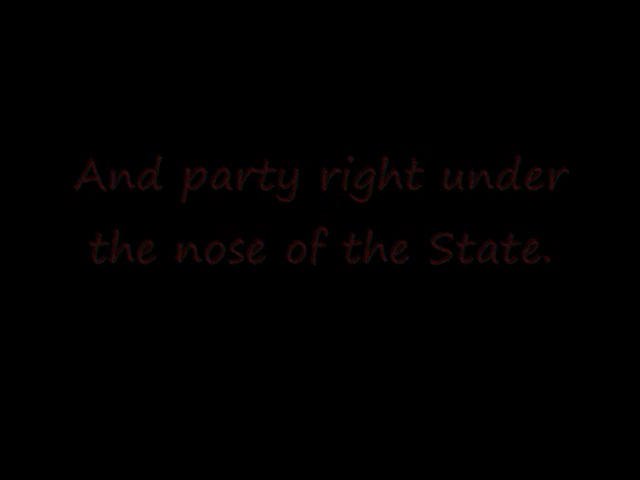 And party right under
the nose of the State.